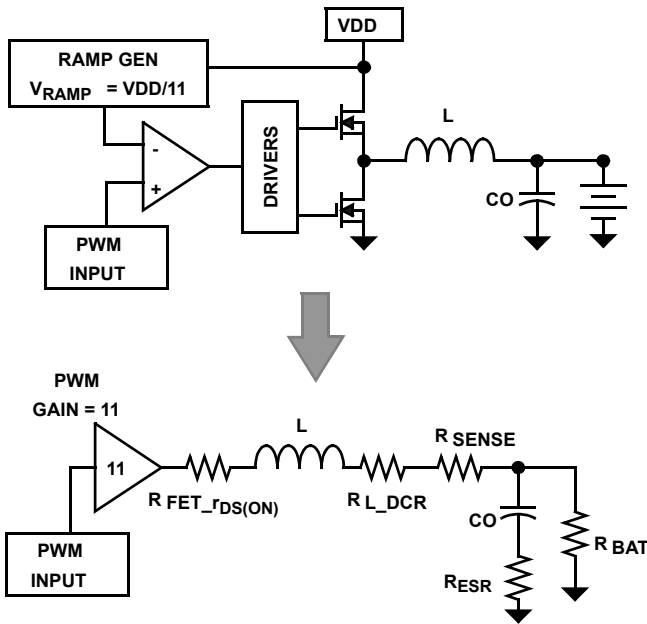 VDD
RAMP GEN
VRAMP = VDD/11
-
+
DRIVERS
L
CO
PWM
INPUT
PWM
GAIN = 11
11
R FET_rDS(ON)
L
R L_DCR
R SENSE
CO
RESR
R BAT
PWM
INPUT